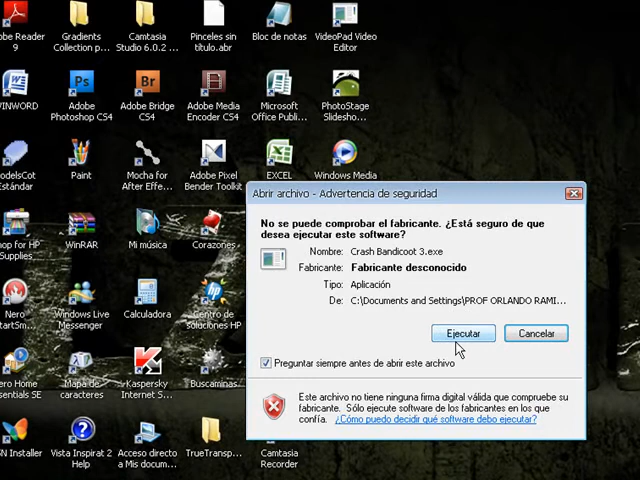 Adobe Reader
9
Gradients
Collection p...
Camtasia
Studio 6.0.2 ...
Pinceles sin
título.abr
Bloc de notas
VideoPad Video
Editor
WINWORD
Adobe
Photoshop CS4
Adobe Bridge
CS4
Adobe Media
Encoder CS4
Microsoft
Office Publi...
PhotoStage
Slidesho...
Estándar
Paint
Mocha for
After Effe...
Adobe Pixel
Bender Toolkit
EXCEL
Windows Media
Shop for HP
Supplies
WinRAR
Mi música
Corazones
Nero
StartSm...
Windows Live
Messenger
Calculadora
Centro de
soluciones HP
Nero Home
Essentials SE
Mapa de
caracteres
Kaspersky
Internet S...
Buscaminas
MSN Installer
Vista Inspirat 2
Help
Acceso directo
a Mis docum...
TrueTransp...
Camtasia
Recorder
Abrir archivo - Advertencia de seguridad
No se puede comprobar el fabricante. ¿Está seguro de que
desea ejecutar este software?
Nombre: Crash Bandicoot 3.exe
Fabricante: Fabricante desconocido
Tipo: Aplicación
De: C:\Documents and Settings\PROF ORLANDO RAMI...
Ejecutar Cancelar
Preguntar siempre antes de abrir este archivo
Este archivo no tiene ninguna firma digital válida que compruebe su
fabricante. Sólo ejecute software de los fabricantes en los que
confía. ¿Cómo puedo decidir qué software debo ejecutar?